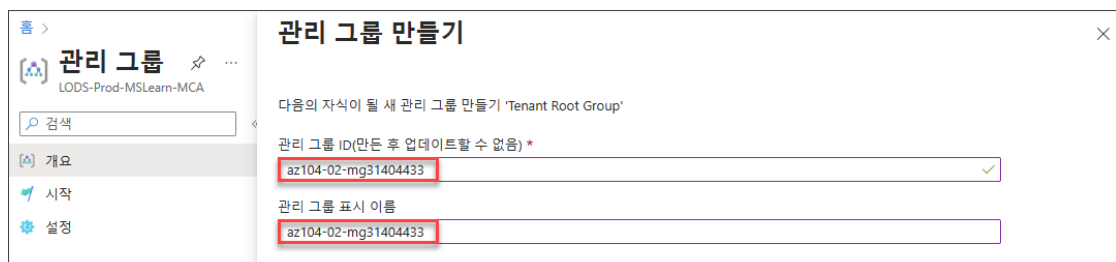 홈 >
관리 그룹
LODS-Prod-MSLearn-MCA
검색
개요
시작
설정
관리 그룹 만들기
다음의 자식이 될 새 관리 그룹 만들기 'Tenant Root Group'
관리 그룹 ID(만든 후 업데이트할 수 없음) *
az104-02-mg31404433
관리 그룹 표시 이름
az104-02-mg31404433